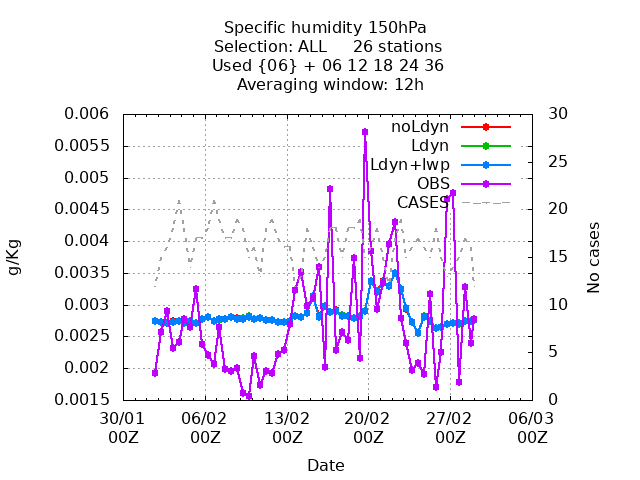 Specific humidity 150hPa
Selection: ALL 26 stations
Used {06} + 06 12 18 24 36
Averaging window: 12h
0.006
0.0055
0.005
0.0045
0.004
0.0035
0.003
0.0025
0.002
0.0015
g/Kg
30
25
20
15
10
5
0
No cases
noLdyn
Ldyn
Ldyn+lwp
OBS
CASES
30/01 06/02 13/02 20/02 27/02 06/03
00Z 00Z 00Z 00Z 00Z 00Z
Date